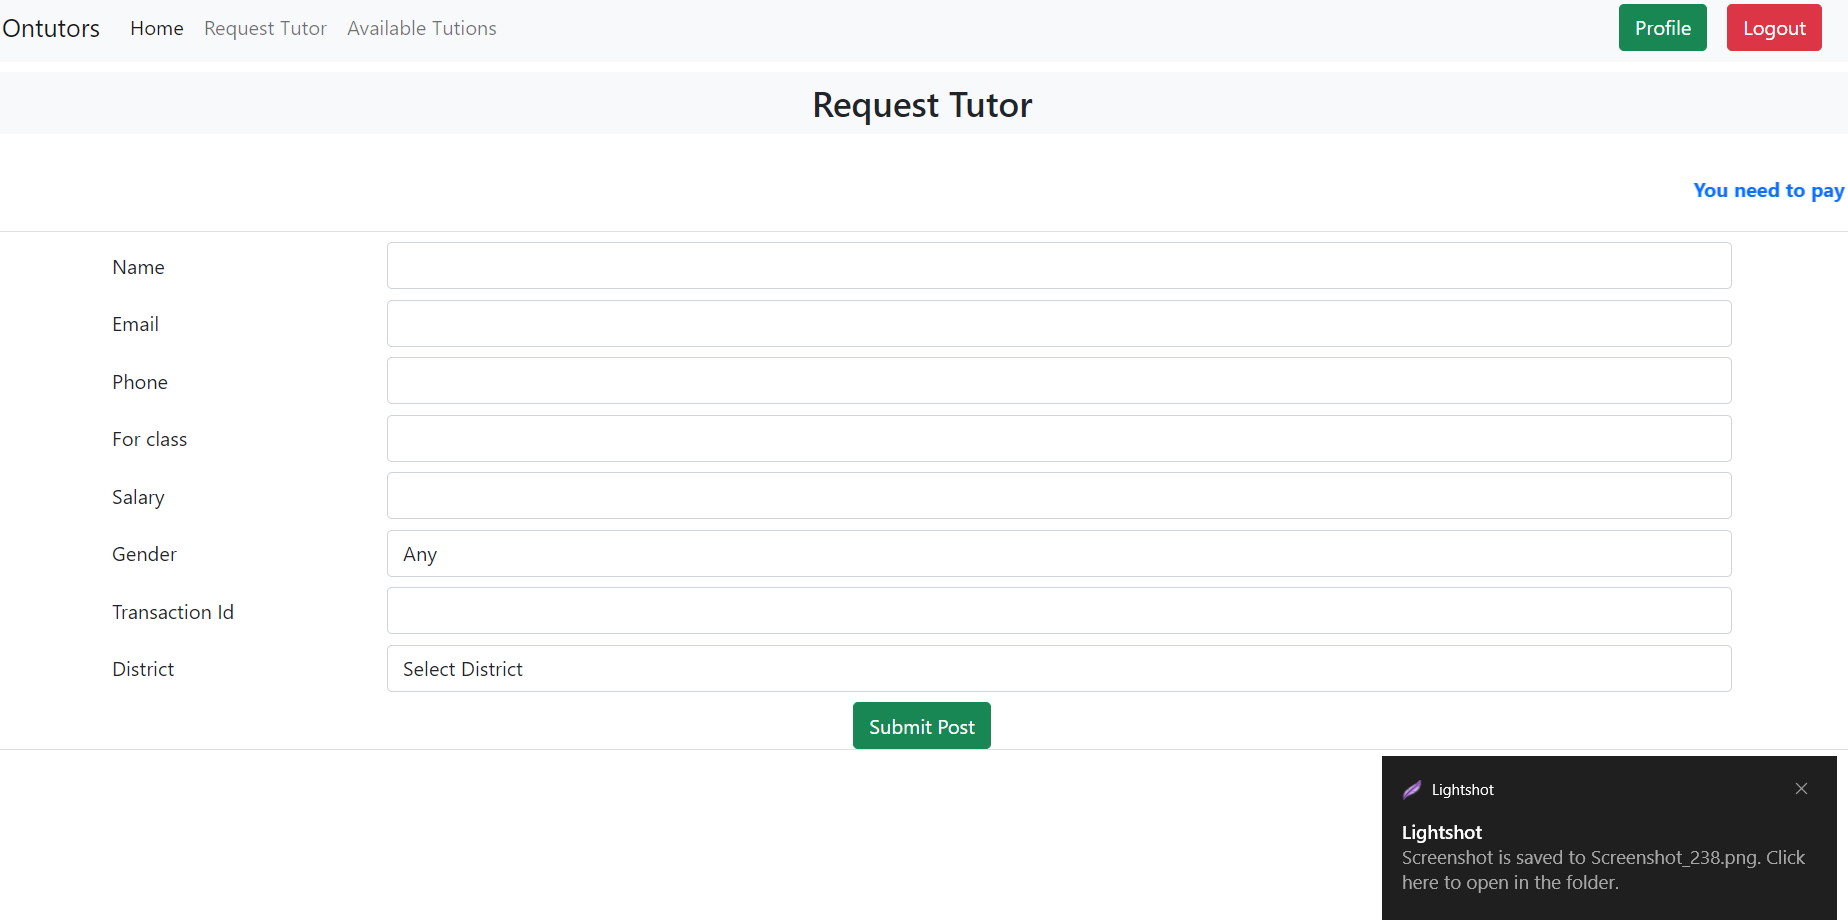 Ontutors Home Request Tutor Available Tutions Profile Logout
Request Tutor
You need to pay
Name
Email
Phone
For class
Salary
Gender Any
Transaction Id
District Select District
Submit Post
Lightshot
Lightshot
Screenshot is saved to Screenshot_238.png. Click
here to open in the folder.